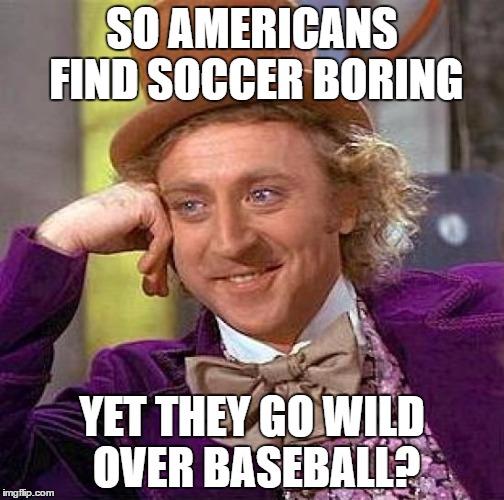 SO AMERICANS
FIND SOCCER BORING
YET THEY GO WILD
OVER BASEBALL?
imgflip.com